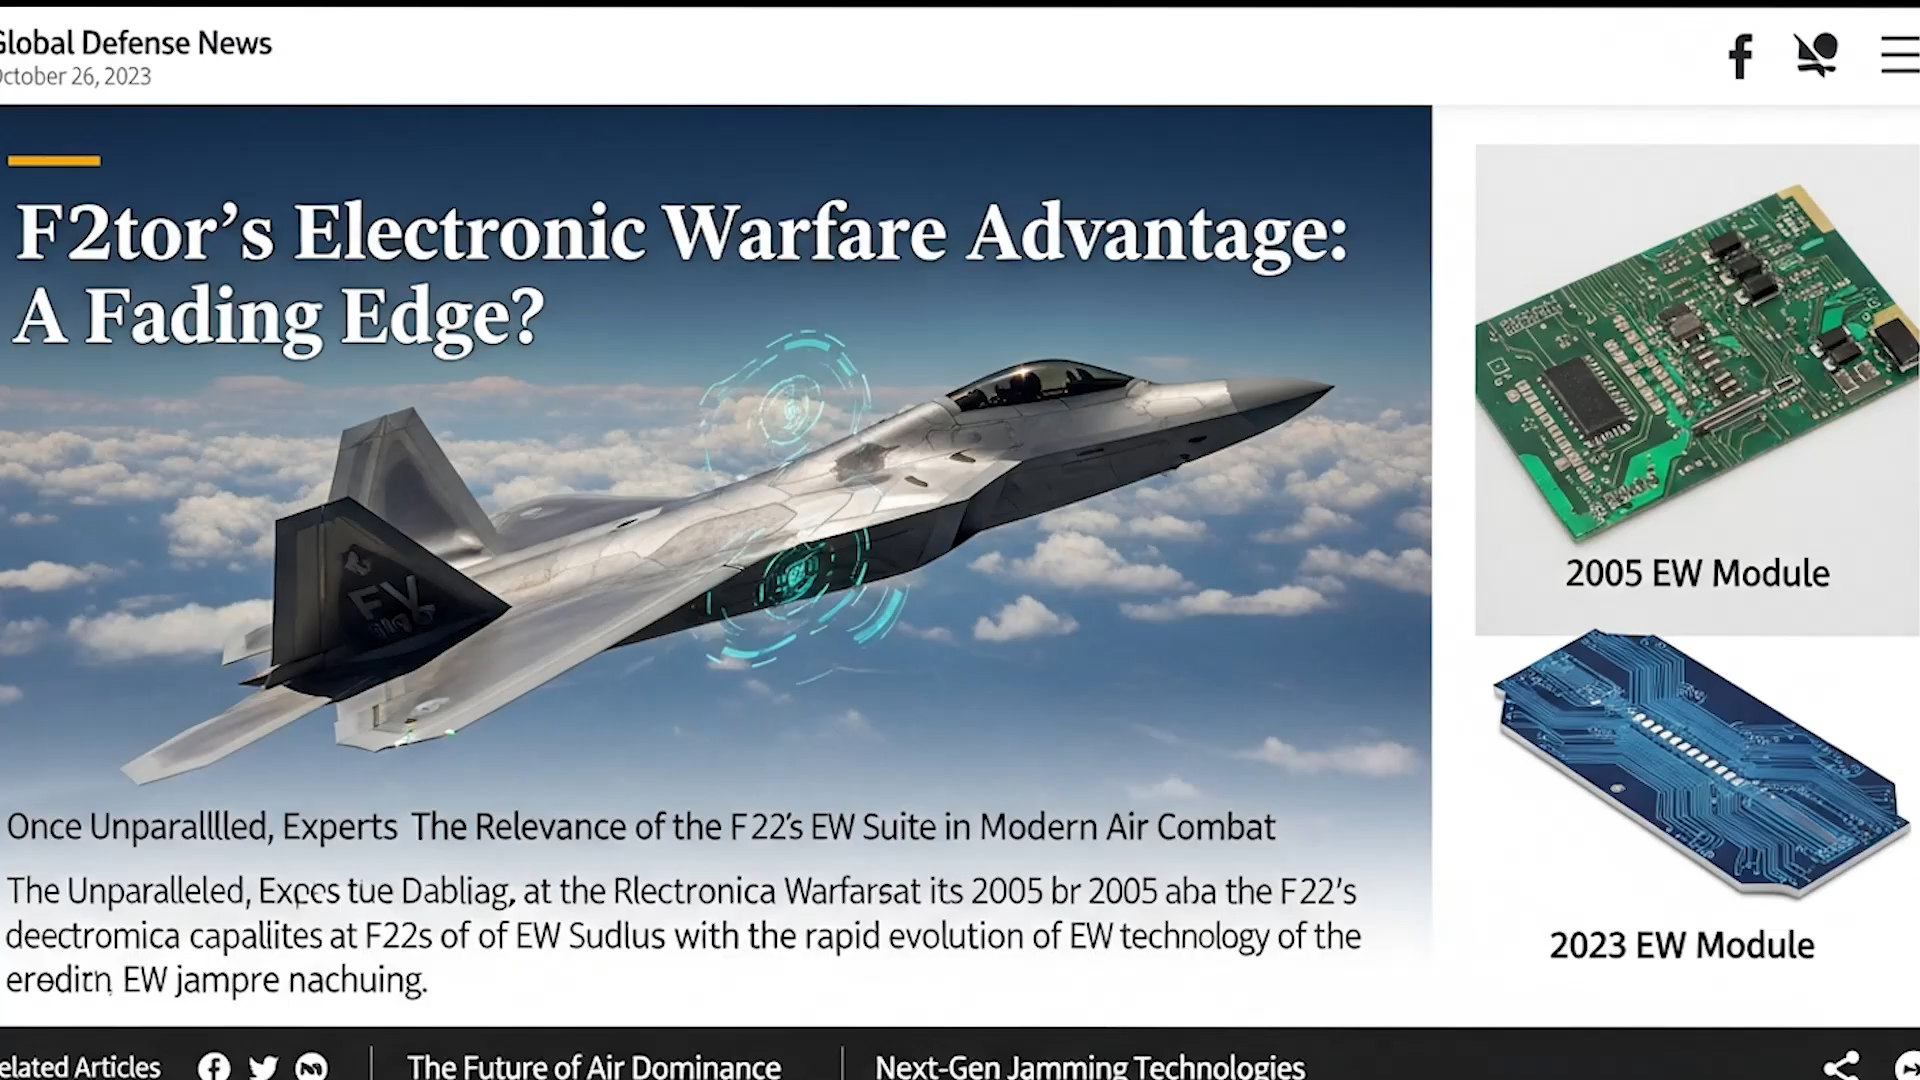 Global Defense News
October 26, 2023
F2tor's Electronic Warfare Advantage:
A Fading Edge?
2005 EW Module
2023 EW Module
Once Unparalllled, Experts The Relevance of the F22's EW Suite in Modern Air Combat
The Unparalleled, Expcs tue Dabliag, at the Rlectronica Warfarsat its 2005 br 2005 aba the F22's
deectromica capallites at F22s of of EW Sudlus with the rapid evolution of EW technology of the
ereditn EW jampre nachuing.
elated Articles
The Future of Air Dominance
Next-Gen Jamming Technologies